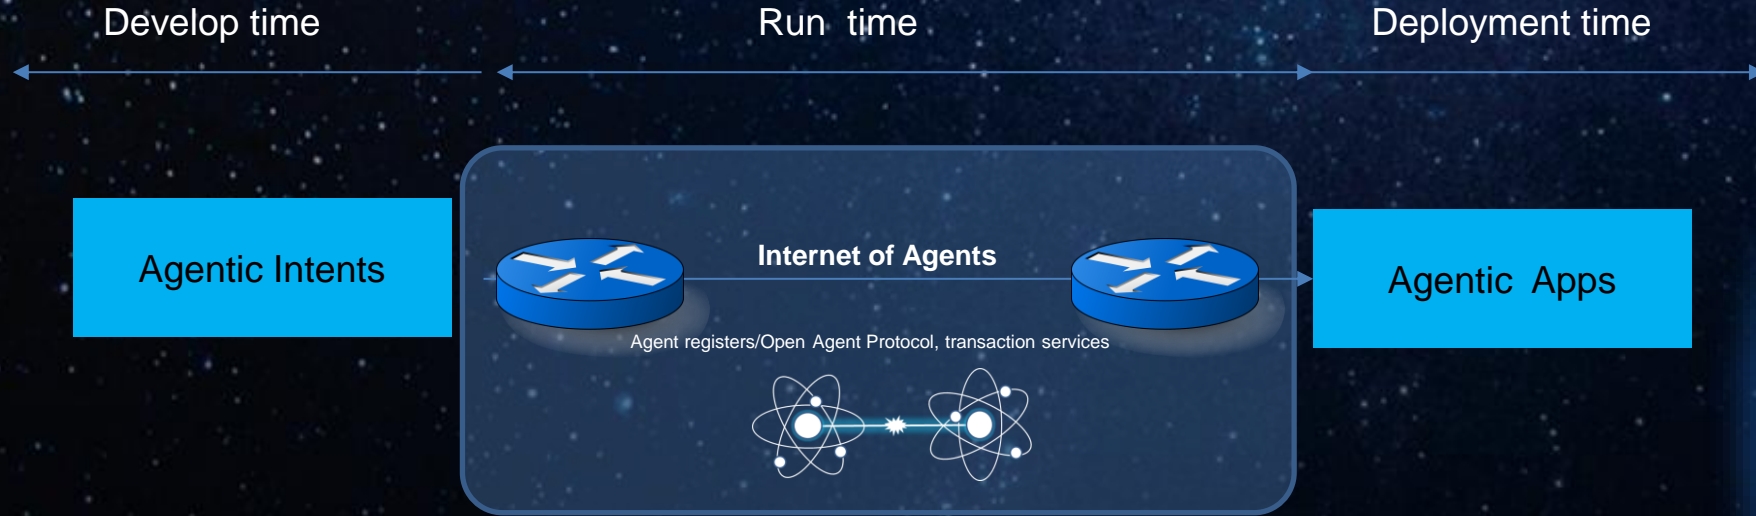 Develop time
Run time
Deployment time
Agentic Intents
Internet of Agents
Agentic Apps
Agent registers/Open Agent Protocol, transaction services